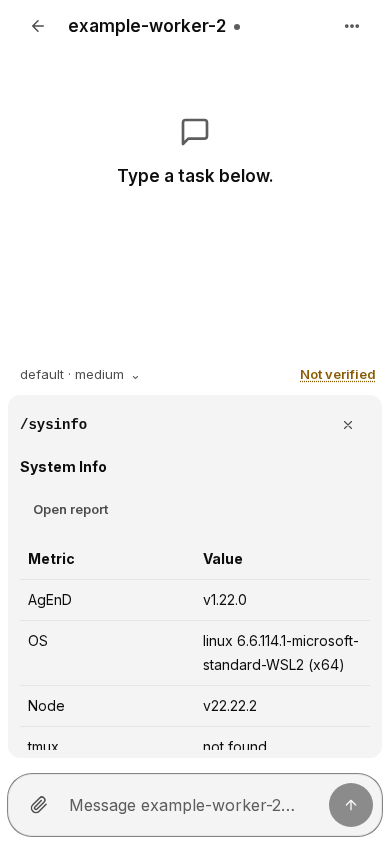 example-worker-2
Type a task below.
default · medium
Not verified
/sysinfo
System Info
Open report
Metric Value
AgEnD v1.22.0
OS linux 6.6.114.1-microsoft-
standard-WSL2 (x64)
Node v22.22.2
tmux not found
Message example-worker-2...